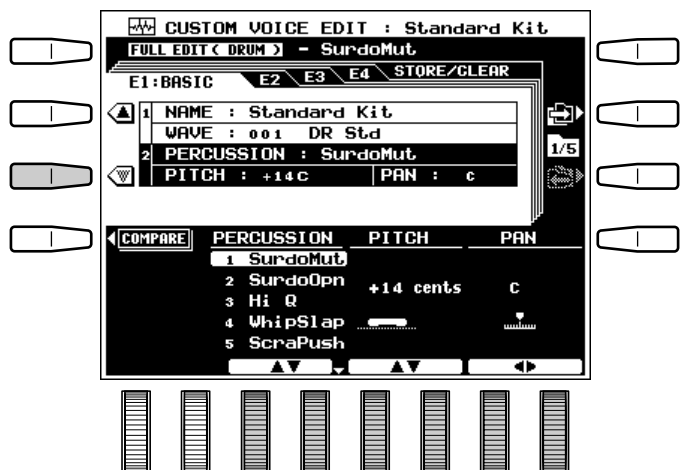 CUSTOM VOICE EDIT : Standard Kit
FULL EDIT( DRUM ) - SurdoMut
E1:BASIC E2 E3 E4 STORE/CLEAR
1 NAME : Standard Kit
WAVE : 001 DR Std
1/5
2 PERCUSSION : SurdoMut
PITCH : +14C PAN : C
COMPARE PERCUSSION PITCH PAN
1 SurdoMut
2 SurdoOpn
+14 cents C
3 Hi Q
4 WhipSlap
5 ScraPush